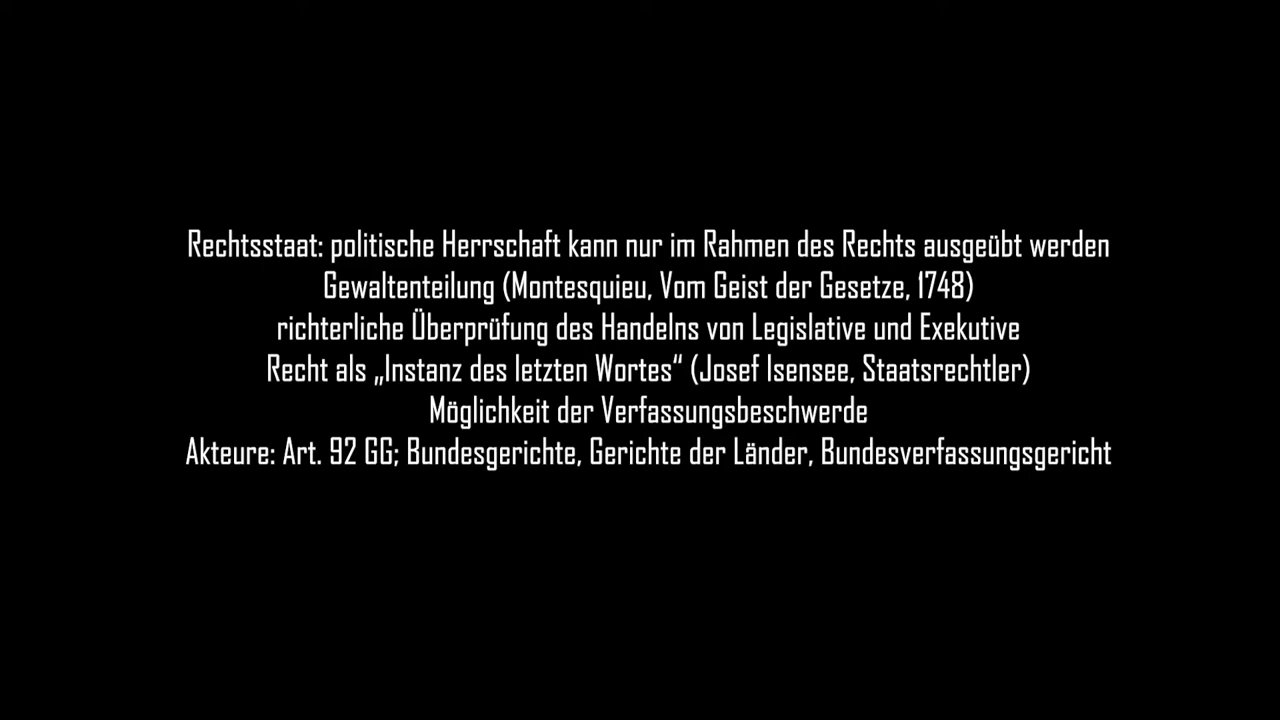 Rechtsstaat: politische Herrschaft kann nur im Rahmen des Rechts ausgeübt werden
Gewaltenteilung (Montesquieu, Vom Geist der Gesetze, 1748)
richterliche Überprüfung des Handelns von Legislative und Exekutive
Recht als „Instanz des letzten Wortes“ (Josef Isensee, Staatsrechtler)
Möglichkeit der Verfassungsbeschwerde
Akteure: Art. 92 GG; Bundesgerichte, Gerichte der Länder, Bundesverfassungsgericht